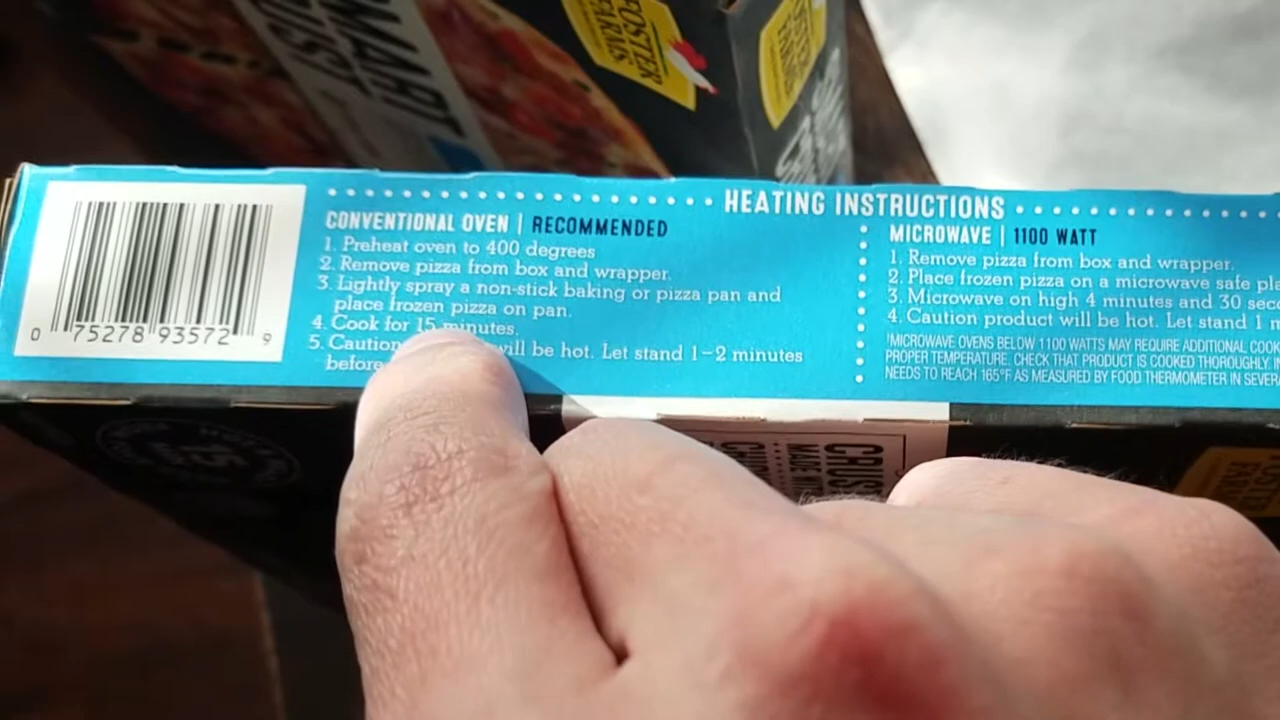 FOSTER
FARMS
HEATING INSTRUCTIONS
CONVENTIONAL OVEN | RECOMMENDED
1. Preheat oven to 400 degrees
2. Remove pizza from box and wrapper.
3. Lightly spray a non-stick baking or pizza pan and
place frozen pizza on pan.
4. Cook for 15 minutes.
5. Caution will be hot. Let stand 1-2 minutes
before
MICROWAVE | 1100 WATT
1. Remove pizza from box and wrapper.
2. Place frozen pizza on a microwave safe
3. Microwave on high 4 minutes and 30
4. Caution product will be hot. Let stand 1
MICROWAVE OVENS BELOW 1100 WATTS MAY REQUIRE ADDITIONAL
PROPER TEMPERATURE. CHECK THAT PRODUCT IS COOKED THOROUGHLY.
NEEDS TO REACH 165°F AS MEASURED BY FOOD THERMOMETER IN
0 75278 93572 9